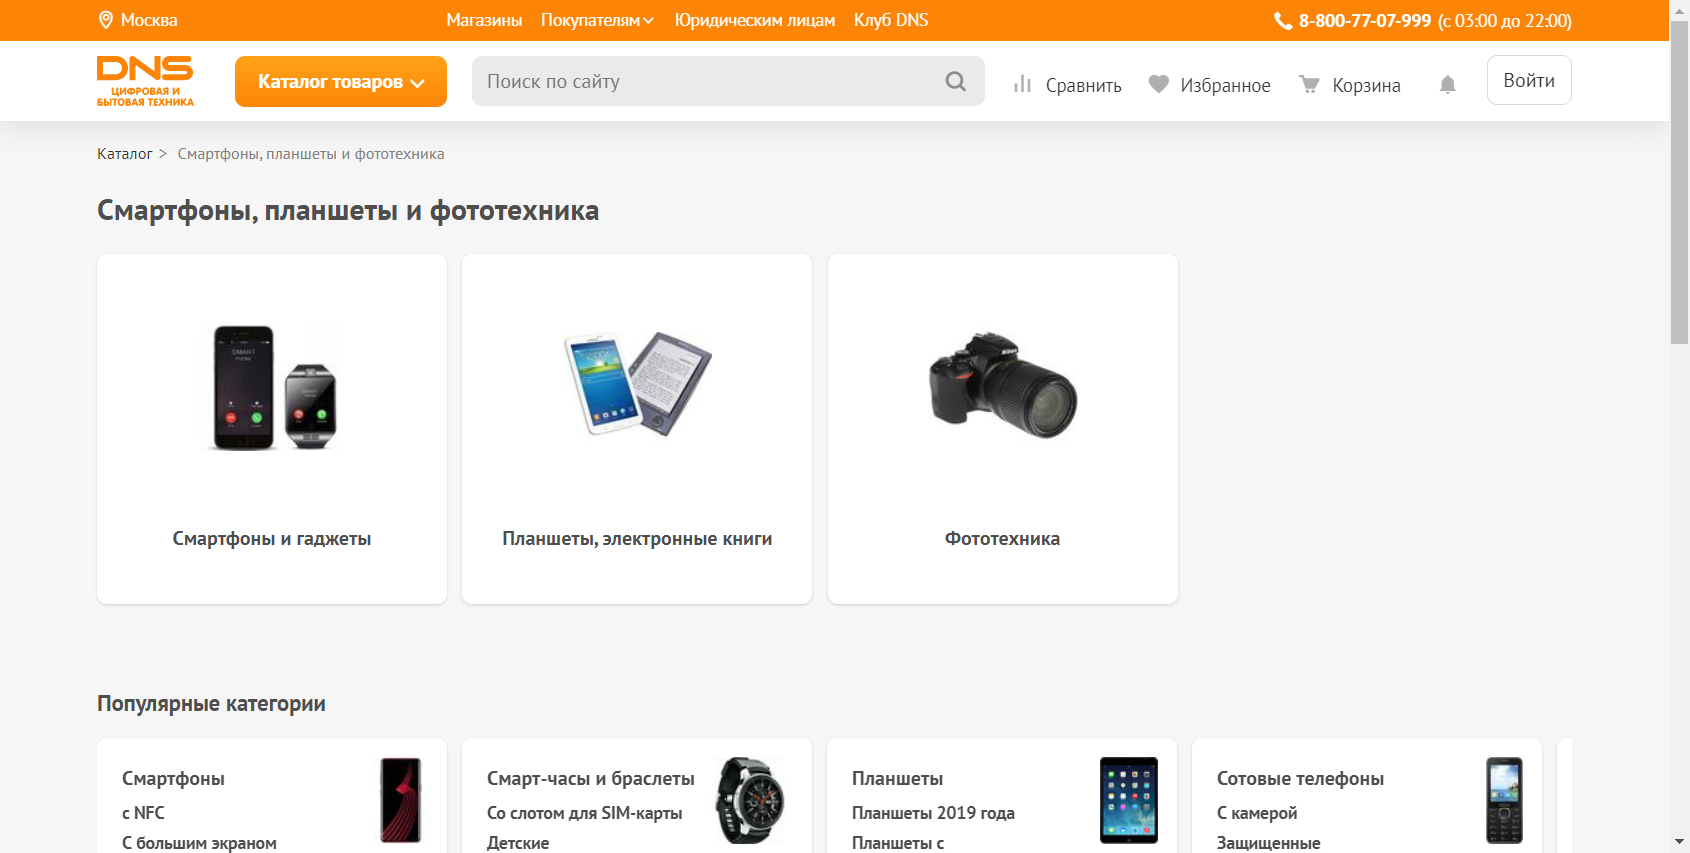 Москва
Магазины
Покупателям
Юридическим лицам
Клуб DNS
8-800-77-07-999 (с 03:00 до 22:00)
DNS
ЦИФРОВАЯ И
БЫТОВАЯ ТЕХНИКА
Каталог товаров
Поиск по сайту
Сравнить
Избранное
Корзина
Войти
Каталог > Смартфоны, планшеты и фототехника
Смартфоны, планшеты и фототехника
SMART
PHONE
Nikon
Смартфоны и гаджеты
Планшеты, электронные книги
Фототехника
Популярные категории
Смартфоны
с NFC
С большим экраном
Смарт-часы и браслеты
Со слотом для SIM-карты
Детские
Планшеты
Планшеты 2019 года
Планшеты с
Сотовые телефоны
С камерой
Защищенные